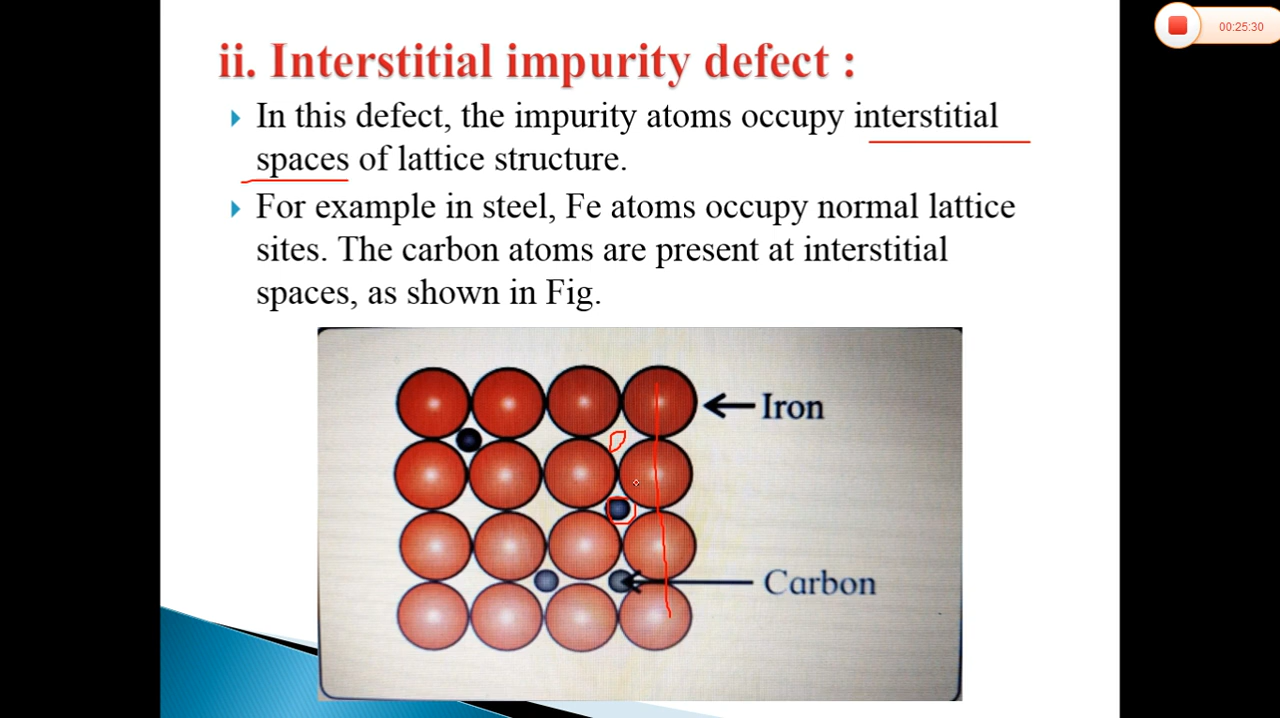 00:25:30
ii. Interstitial impurity defect :
In this defect, the impurity atoms occupy interstitial
spaces of lattice structure.
For example in steel, Fe atoms occupy normal lattice
sites. The carbon atoms are present at interstitial
spaces, as shown in Fig.
Iron
Carbon